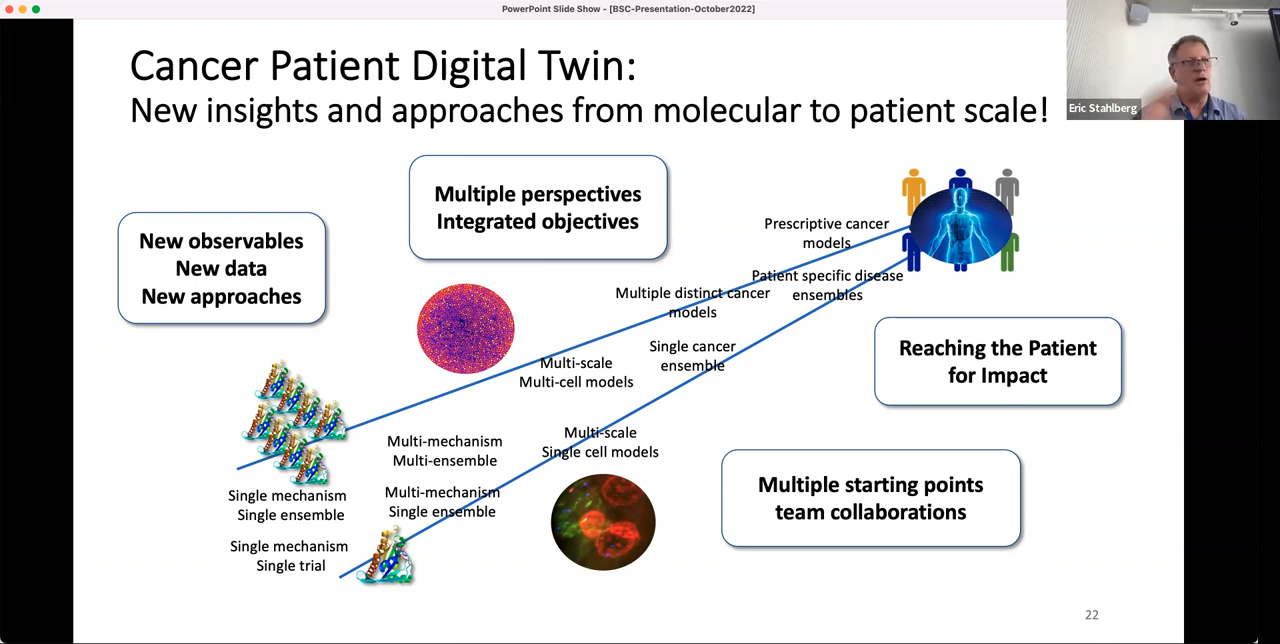 PowerPoint Slide Show - [BSC-Presentation-October2022]
Cancer Patient Digital Twin:
New insights and approaches from molecular to patient scale!
Eric Stahlberg
Multiple perspectives
Integrated objectives
New observables
New data
New approaches
Prescriptive cancer
models
Patient specific disease
ensembles
Multiple distinct cancer
models
Single cancer
ensemble
Reaching the Patient
for Impact
Multi-scale
Multi-cell models
Multi-scale
Single cell models
Multi-mechanism
Multi-ensemble
Multi-mechanism
Single ensemble
Single mechanism
Single ensemble
Single mechanism
Single trial
Multiple starting points
team collaborations
22